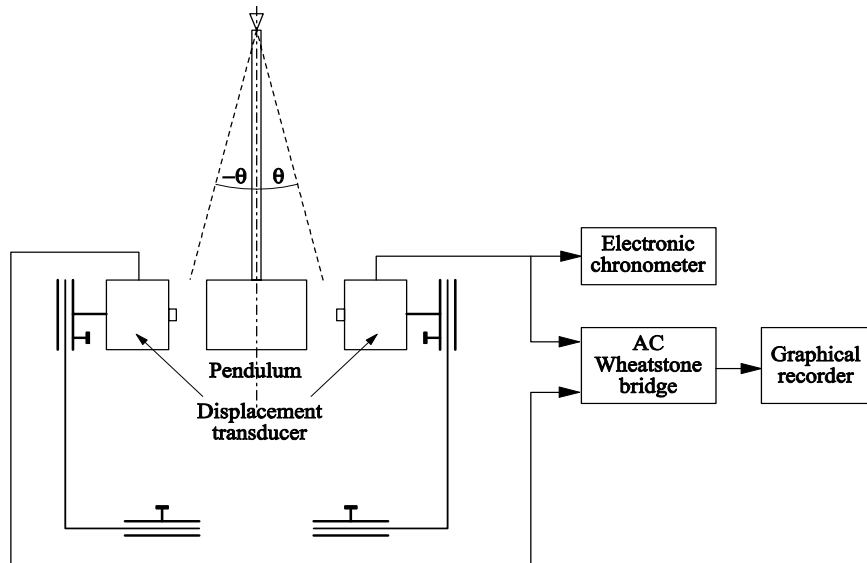 –θ
θ
Electronic
chronometer
AC
Wheatstone
bridge
Graphical
recorder
Pendulum
Displacement
transducer